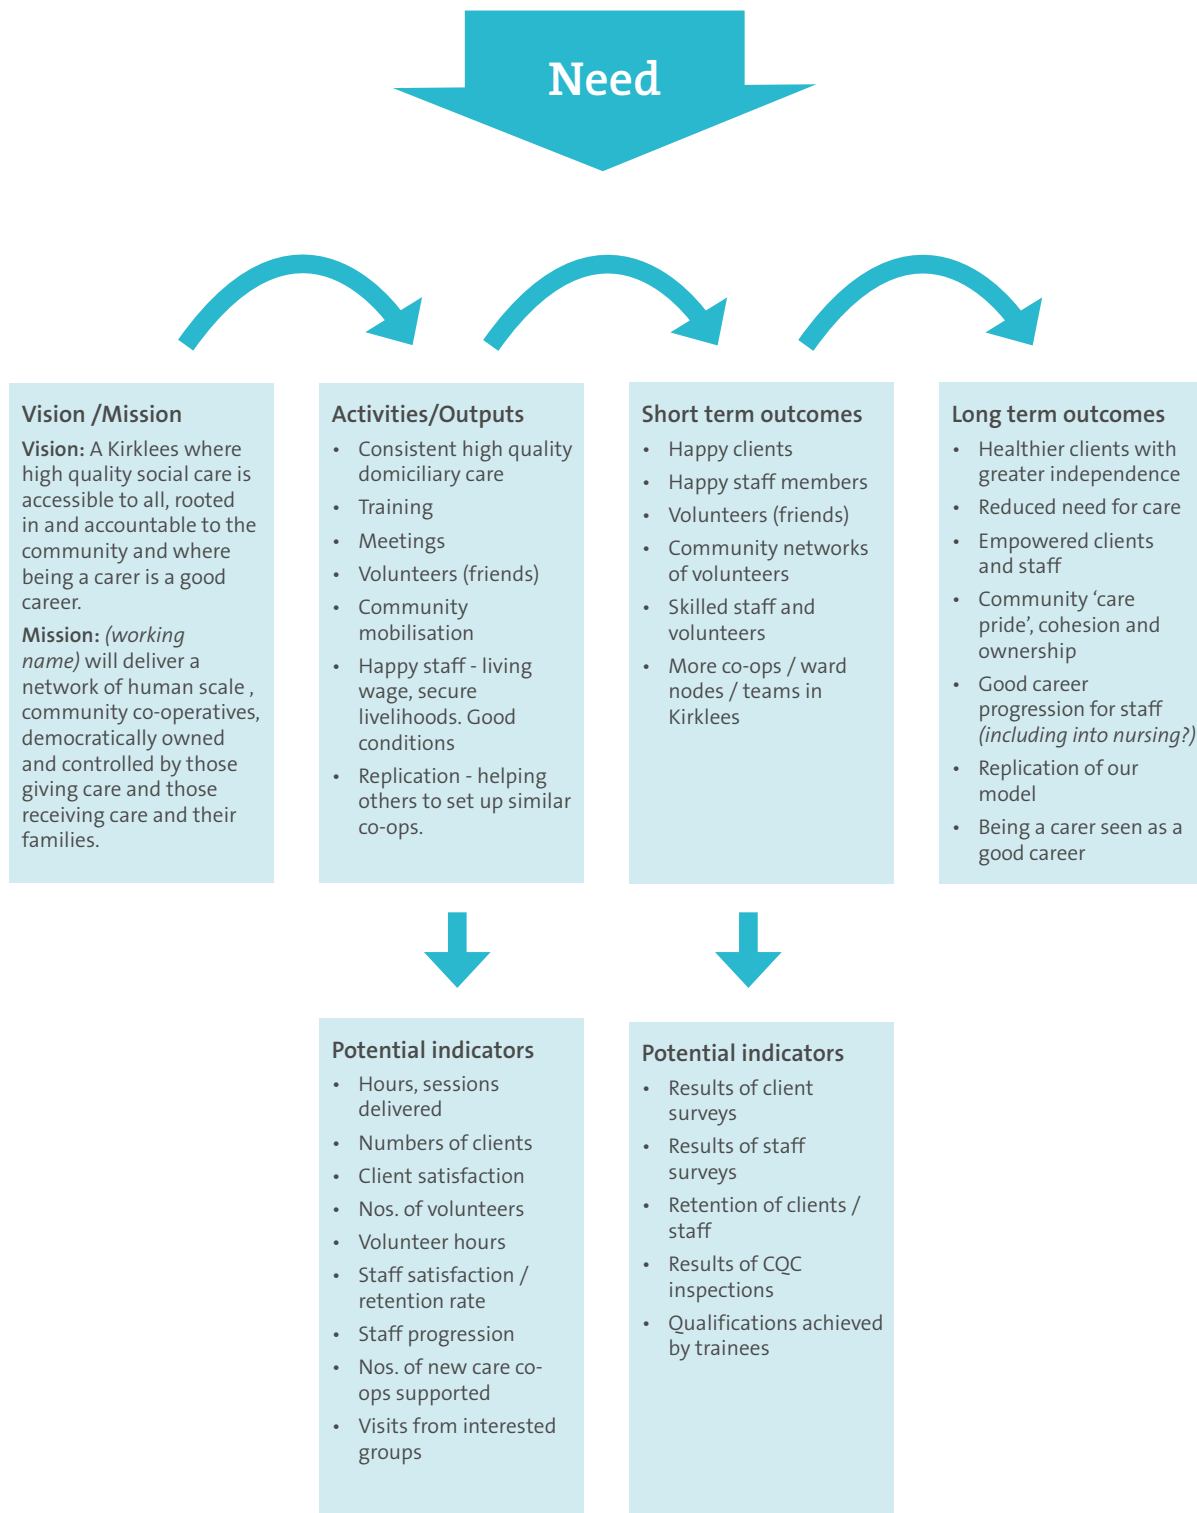 Need
Vision /Mission
Vision: A Kirklees where
high quality social care is
accessible to all, rooted
in and accountable to the
community and where
being a carer is a good
career.
Mission: (working
name) will deliver a
network of human scale ,
community co-operatives,
democratically owned
and controlled by those
giving care and those
receiving care and their
families.
Activities/Outputs
• Consistent high quality
domiciliary care
• Training
• Meetings
• Volunteers (friends)
• Community
mobilisation
• Happy staff - living
wage, secure
livelihoods. Good
conditions
• Replication - helping
others to set up similar
co-ops.
Short term outcomes
• Happy clients
• Happy staff members
• Volunteers (friends)
• Community networks
of volunteers
• Skilled staff and
volunteers
• More co-ops / ward
nodes / teams in
Kirklees
Long term outcomes
• Healthier clients with
greater independence
• Reduced need for care
• Empowered clients
and staff
• Community ‘care
pride’, cohesion and
ownership
• Good career
progression for staff
(including into nursing?)
• Replication of our
model
• Being a carer seen as a
good career
Potential indicators
• Hours, sessions
delivered
• Numbers of clients
• Client satisfaction
• Nos. of volunteers
• Volunteer hours
• Staff satisfaction /
retention rate
• Staff progression
• Nos. of new care co-
ops supported
• Visits from interested
groups
Potential indicators
• Results of client
surveys
• Results of staff
surveys
• Retention of clients /
staff
• Results of CQC
inspections
• Qualifications achieved
by trainees